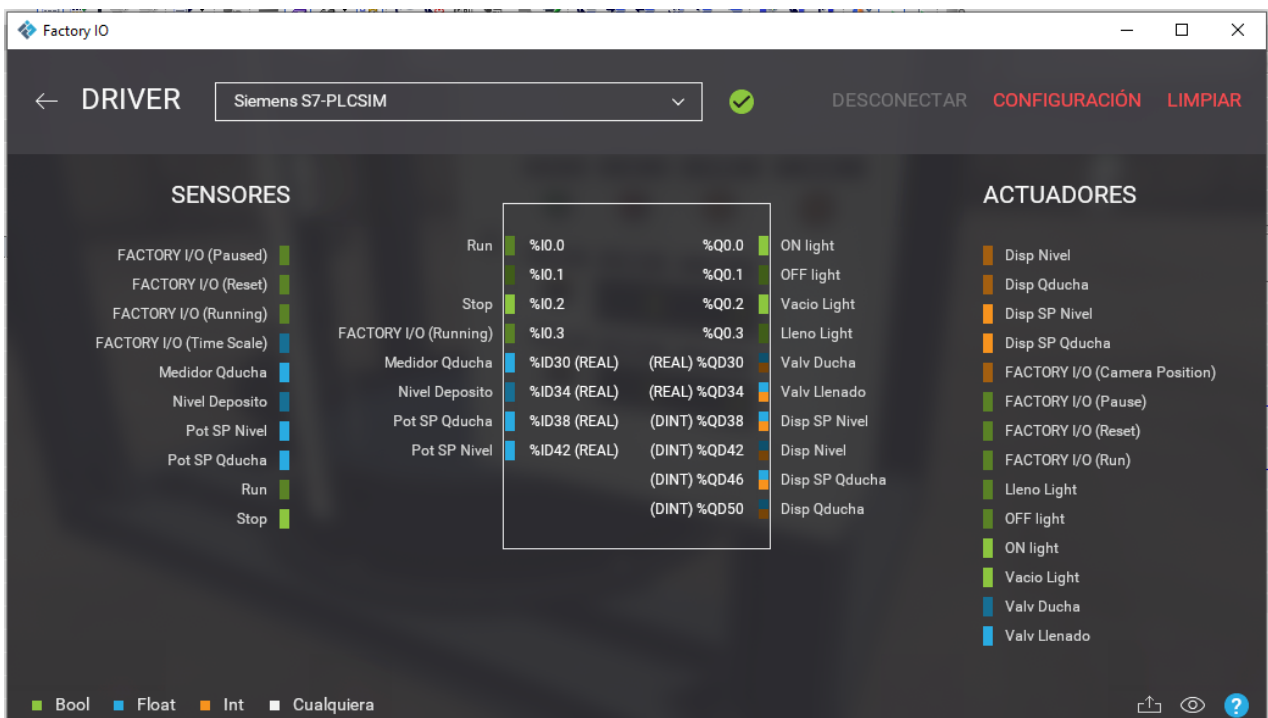 Factory IO
DRIVER
Siemens S7-PLCSIM
DESCONECTAR
CONFIGURACIÓN
LIMPIAR
SENSORES
FACTORY I/O (Paused)
FACTORY I/O (Reset)
FACTORY I/O (Running)
FACTORY I/O (Time Scale)
Medidor Qducha
Nivel Deposito
Pot SP Nivel
Pot SP Qducha
Run
Stop
Run %I0.0 %Q0.0 ON light
%I0.1 %Q0.1 OFF light
Stop %I0.2 %Q0.2 Vacio Light
FACTORY I/O (Running) %I0.3 %Q0.3 Lleno Light
Medidor Qducha %ID30 (REAL) (REAL) %QD30 Valv Ducha
Nivel Deposito %ID34 (REAL) (REAL) %QD34 Valv Llenado
Pot SP Qducha %ID38 (REAL) (DINT) %QD38 Disp SP Nivel
Pot SP Nivel %ID42 (REAL) (DINT) %QD42 Disp Nivel
(DINT) %QD46 Disp SP Qducha
(DINT) %QD50 Disp Qducha
ACTUADORES
Disp Nivel
Disp Qducha
Disp SP Nivel
Disp SP Qducha
FACTORY I/O (Camera Position)
FACTORY I/O (Pause)
FACTORY I/O (Reset)
FACTORY I/O (Run)
Lleno Light
OFF light
ON light
Vacio Light
Valv Ducha
Valv Llenado
Bool Float Int Cualquiera
?